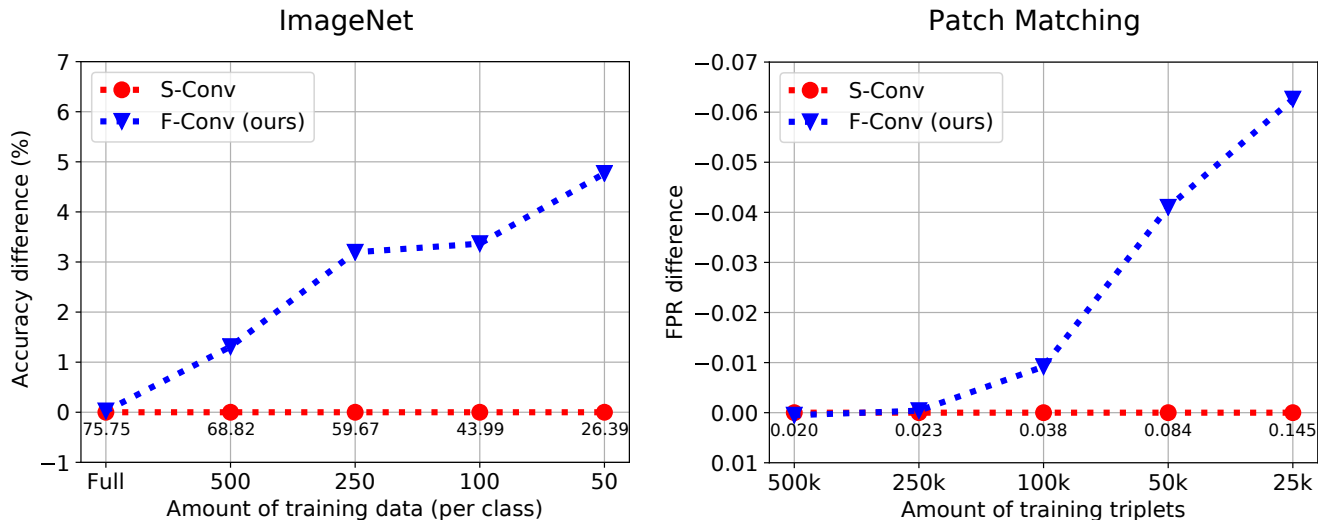 ImageNet
Accuracy difference (%)
7
6
5
4
3
2
1
0
−1
S-Conv
F-Conv (ours)
75.75 68.82 59.67 43.99 26.39
Full 500 250 100 50
Amount of training data (per class)
Patch Matching
FPR difference
−0.07
−0.06
−0.05
−0.04
−0.03
−0.02
−0.01
0.00
0.01
S-Conv
F-Conv (ours)
0.020 0.023 0.038 0.084 0.145
500k 250k 100k 50k 25k
Amount of training triplets